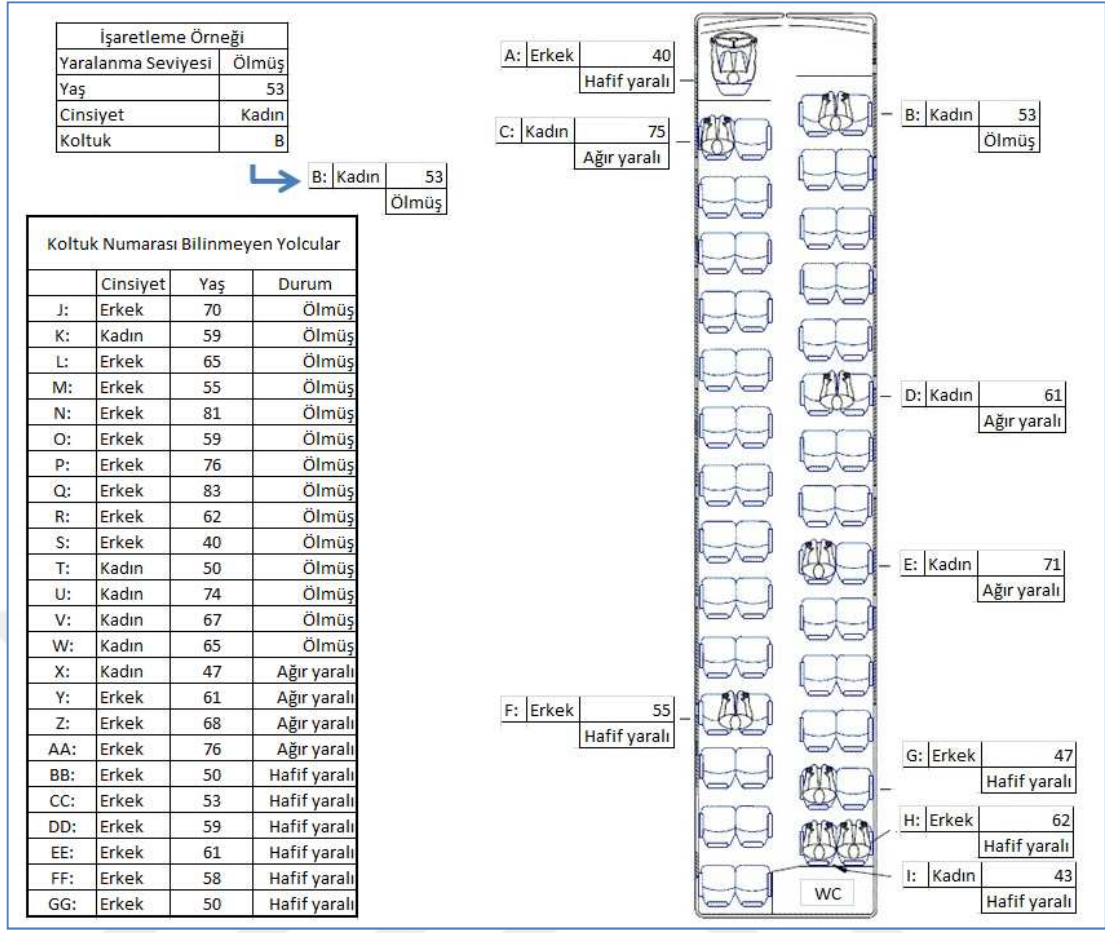 İşaretleme Örneği
Yaralanma Seviyesi Ölmüş
Yaş 53
Cinsiyet Kadın
Koltuk B
B: Kadın 53
Ölmüş
Koltuk Numarası Bilinmeyen Yolcular
Cinsiyet Yaş Durum
J: Erkek 70 Ölmüş
K: Kadın 59 Ölmüş
L: Erkek 65 Ölmüş
M: Erkek 55 Ölmüş
N: Erkek 81 Ölmüş
O: Erkek 59 Ölmüş
P: Erkek 76 Ölmüş
Q: Erkek 83 Ölmüş
R: Erkek 62 Ölmüş
S: Erkek 40 Ölmüş
T: Kadın 50 Ölmüş
U: Kadın 74 Ölmüş
V: Kadın 67 Ölmüş
W: Kadın 65 Ölmüş
X: Kadın 47 Ağır yaralı
Y: Erkek 61 Ağır yaralı
Z: Erkek 68 Ağır yaralı
AA: Erkek 76 Ağır yaralı
BB: Erkek 50 Hafif yaralı
CC: Erkek 53 Hafif yaralı
DD: Erkek 59 Hafif yaralı
EE: Erkek 61 Hafif yaralı
FF: Erkek 58 Hafif yaralı
GG: Erkek 50 Hafif yaralı
A: Erkek 40
Hafif yaralı
B: Kadın 53
Ölmüş
C: Kadın 75
Ağır yaralı
D: Kadın 61
Ağır yaralı
E: Kadın 71
Ağır yaralı
F: Erkek 55
Hafif yaralı
G: Erkek 47
Hafif yaralı
H: Erkek 62
Hafif yaralı
I: Kadın 43
Hafif yaralı
WC